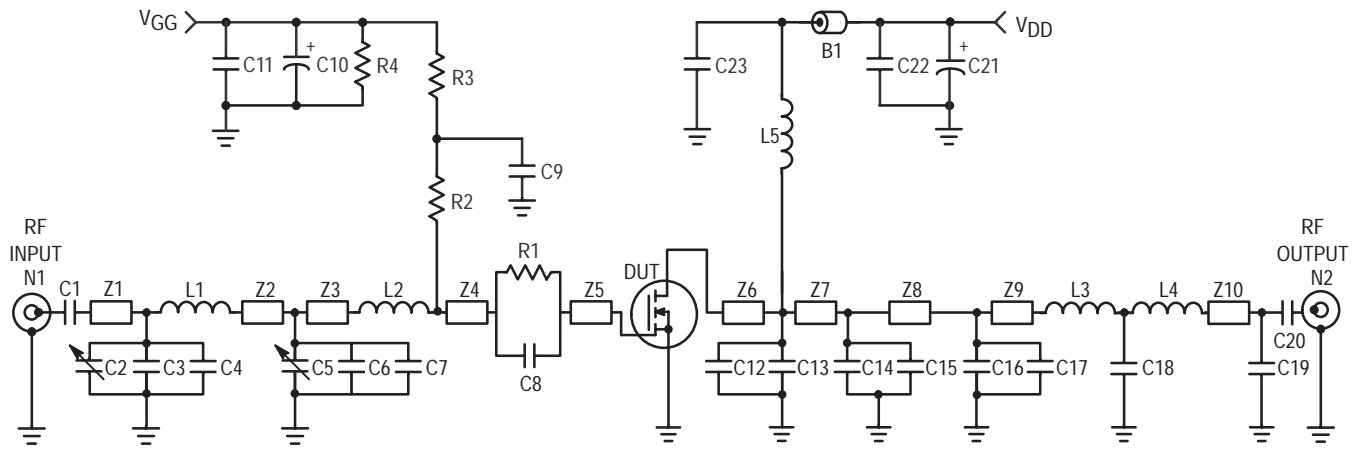 VGG
C11
+
C10
R4
R3
C9
R2
C23
B1
C22
+
C21
VDD
L5
RF
INPUT
N1
C1
Z1
L1
Z2
Z3
L2
Z4
R1
Z5
DUT
Z6
Z7
Z8
Z9
L3
L4
Z10
RF
OUTPUT
N2
C2
C3
C4
C5
C6
C7
C8
C12
C13
C14
C15
C16
C17
C18
C19
C20